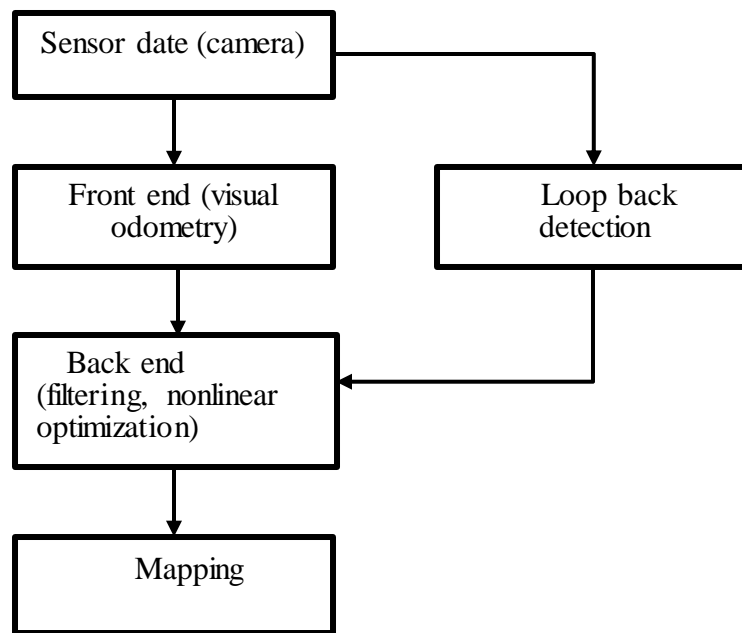 Sensor date (camera)
Front end (visual
odometry)
Loop back
detection
Back end
(filtering, nonlinear
optimization)
Mapping